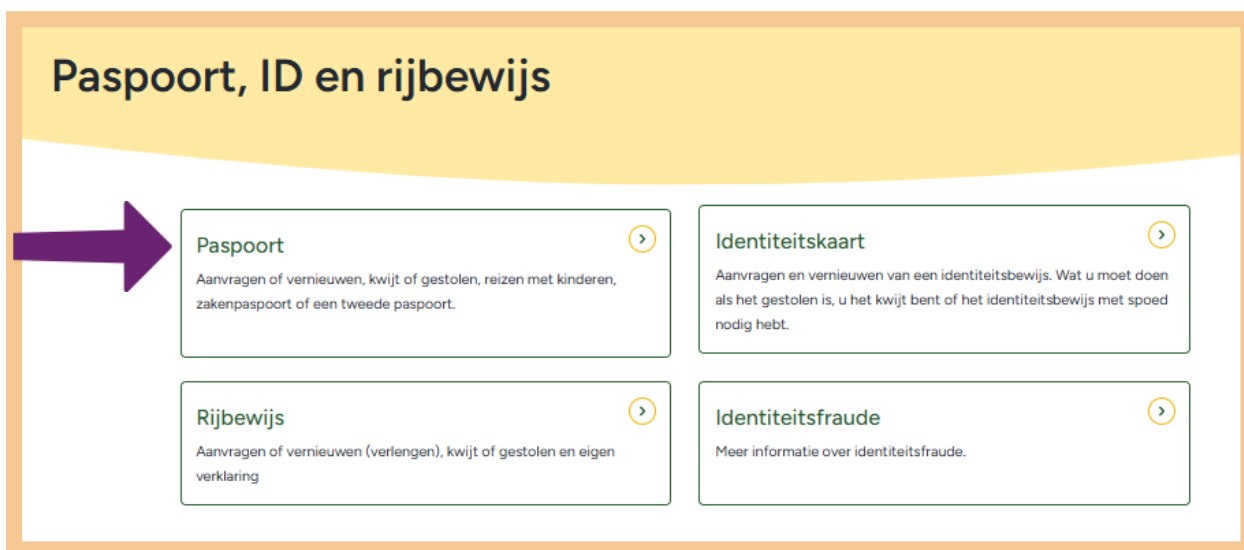 Paspoort, ID en rijbewijs
Paspoort
Aanvragen of vernieuwen, kwijt of gestolen, reizen met kinderen,
zakenpaspoort of een tweede paspoort.
Identiteitskaart
Aanvragen en vernieuwen van een identiteitsbewijs. Wat u moet doen
als het gestolen is, u het kwijt bent of het identiteitsbewijs met spoed
nodig hebt.
Rijbewijs
Aanvragen of vernieuwen (verlengen), kwijt of gestolen en eigen
verklaring
Identiteitsfraude
Meer informatie over identiteitsfraude.